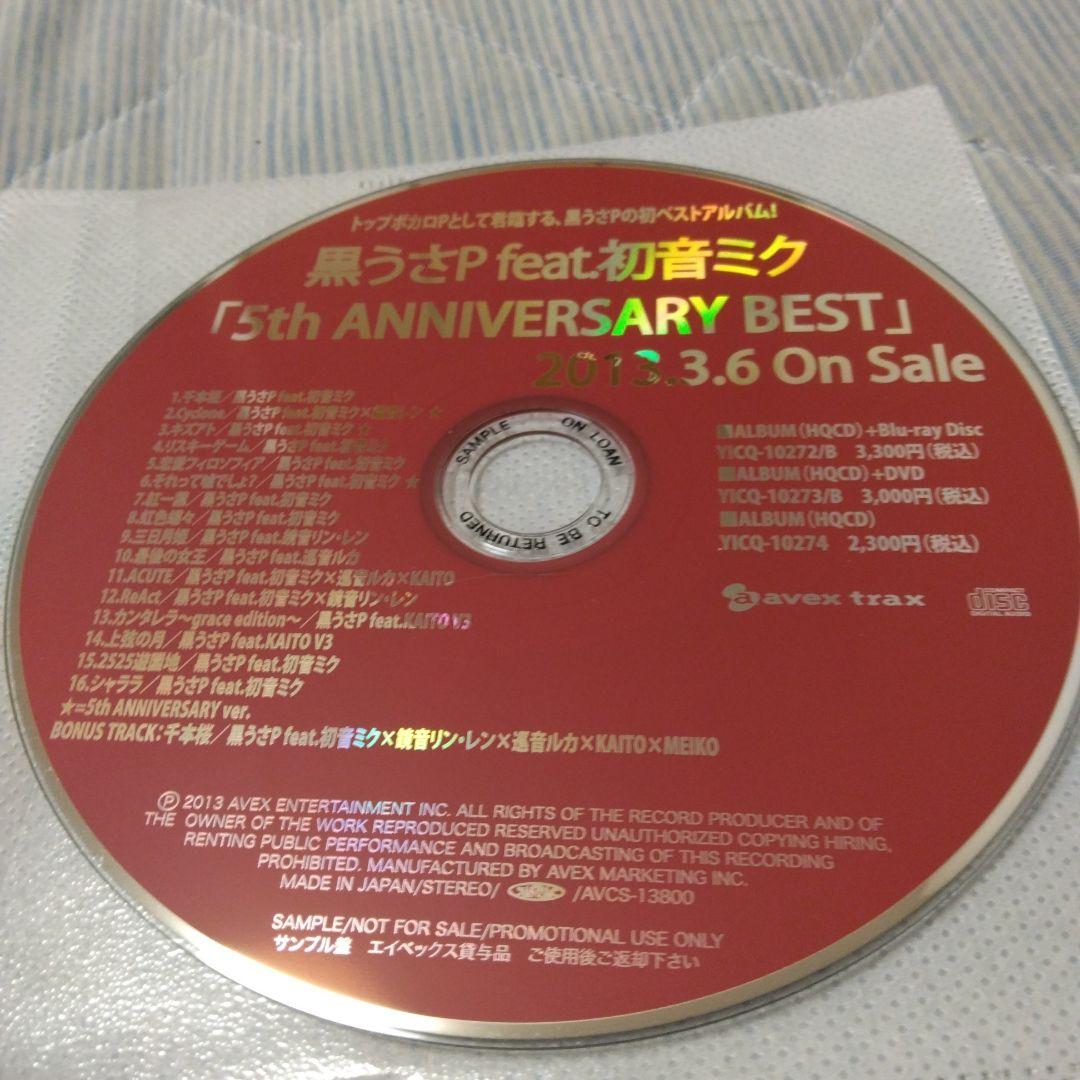 トップボカロPとして君臨する、黒うさPの初ベストアルバム!
黒うさP feat.初音ミク
「5th ANNIVERSARY BEST」
2013.3.6 On Sale
1.千本桜/黒うさP feat.初音ミク
2.Cyclone/黒うさP feat.初音ミク×鏡音レン ★
3.キズアト/黒うさP feat.初音ミク ★
4.リスキーゲーム/黒うさP feat.初音ミク
5.恋愛フィロソフィア/黒うさP feat.初音ミク
6.それって嘘でしょ?/黒うさP feat.初音ミク ★
7.紅一葉/黒うさP feat.初音ミク
8.虹色蝶々/黒うさP feat.初音ミク
9.三日月姫/黒うさP feat.鏡音リン・レン
10.最後の女王/黒うさP feat.巡音ルカ
11.ACUTE/黒うさP feat.初音ミク×巡音ルカ×KAITO
12.ReAct/黒うさP feat.初音ミク×鏡音リン・レン
13.カンタレラ~grace edition~/黒うさP feat.KAITO V3
14.上弦の月/黒うさP feat.KAITO V3
15.2525遊園地/黒うさP feat.初音ミク
16.シャララ/黒うさP feat.初音ミク
★=5th ANNIVERSARY ver.
BONUS TRACK:千本桜/黒うさP feat.初音ミク×鏡音リン・レン×巡音ルカ×KAITO×MEIKO
■ALBUM(HQCD)+Blu-ray Disc
YICQ-10272/B 3,300円(税込)
■ALBUM(HQCD)+DVD
YICQ-10273/B 3,000円(税込)
■ALBUM(HQCD)
YICQ-10274 2,300円(税込)
avex trax
disc
DIGITAL AUDIO
SAMPLE ON LOAN TO BE RETURNED
Ⓟ 2013 AVEX ENTERTAINMENT INC. ALL RIGHTS OF THE RECORD PRODUCER AND OF
THE OWNER OF THE WORK REPRODUCED RESERVED UNAUTHORIZED COPYING HIRING,
RENTING PUBLIC PERFORMANCE AND BROADCASTING OF THIS RECORDING
PROHIBITED. MANUFACTURED BY AVEX MARKETING INC.
MADE IN JAPAN/STEREO/ /AVCS-13800
SAMPLE/NOT FOR SALE/PROMOTIONAL USE ONLY
サンプル盤 エイベックス貸与品 ご使用後ご返却下さい